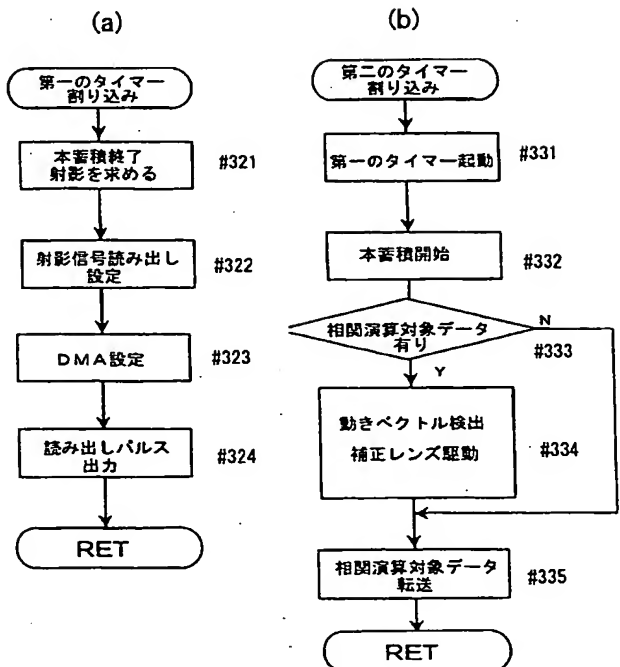 (a)
第一のタイマー
割り込み
本蓄積終了
射影を求める
#321
射影信号読み出し
設定
#322
DMA設定
#323
読み出しパルス
出力
#324
RET
(b)
第二のタイマー
割り込み
第一のタイマー起動
#331
本蓄積開始
#332
相関演算対象データ
有り
N
#333
Y
動きベクトル検出
補正レンズ駆動
#334
相関演算対象データ
転送
#335
RET